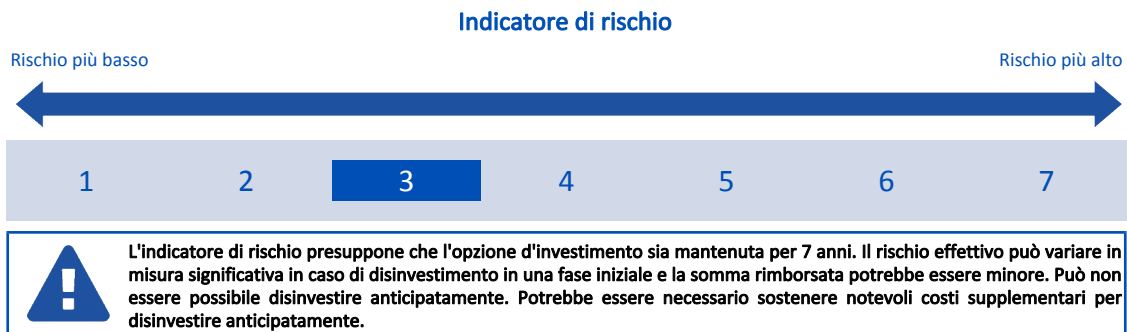 Indicatore di rischio
Rischio più basso
Rischio più alto
1 2 3 4 5 6 7
L'indicatore di rischio presuppone che l'opzione d'investimento sia mantenuta per 7 anni. Il rischio effettivo può variare in
misura significativa in caso di disinvestimento in una fase iniziale e la somma rimborsata potrebbe essere minore. Può non
essere possibile disinvestire anticipatamente. Potrebbe essere necessario sostenere notevoli costi supplementari per
disinvestire anticipatamente.